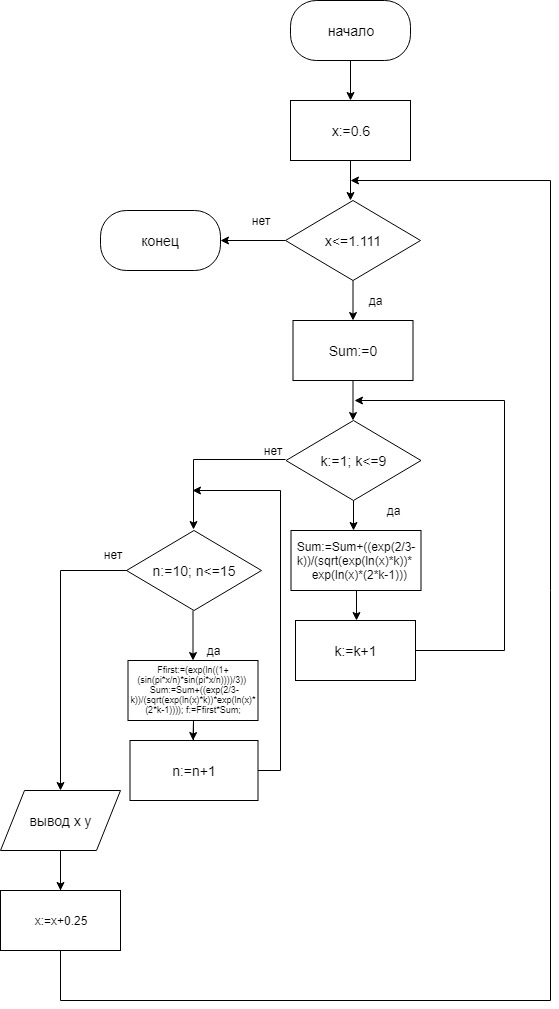 начало
x:=0.6
x<=1.111
нет
конец
да
Sum:=0
k:=1; k<=9
нет
да
Sum:=Sum+((exp(2/3-
k))/(sqrt(exp(ln(x)*k))*
exp(ln(x)*(2*k-1)))
k:=k+1
n:=10; n<=15
нет
да
Ffirst:=(exp(ln((1+
(sin(pi*x/n)*sin(pi*x/n))))/3))
Sum:=Sum+((exp(2/3-
k))/(sqrt(exp(ln(x)*k))*exp(ln(x)*
(2*k-1)))); f:=Ffirst*Sum;
n:=n+1
вывод x y
x:=x+0.25